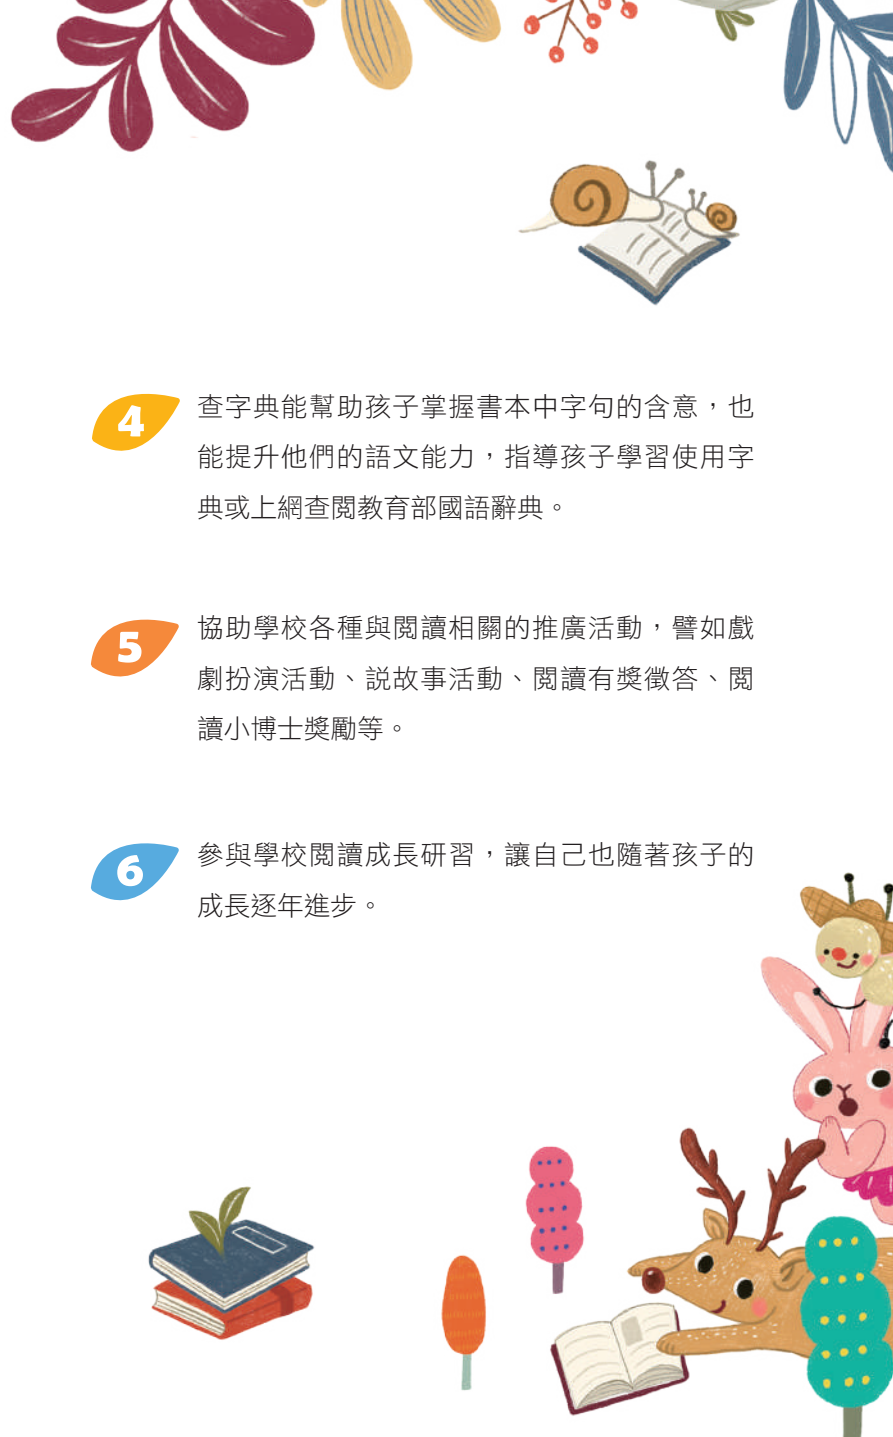 4 查字典能幫助孩子掌握書本中字句的含意，也
能提升他們的語文能力，指導孩子學習使用字
典或上網查閱教育部國語辭典。
5 協助學校各種與閱讀相關的推廣活動，譬如戲
劇扮演活動、説故事活動、閱讀有獎徵答、閱
讀小博士獎勵等。
6 參與學校閱讀成長研習，讓自己也隨著孩子的
成長逐年進步。